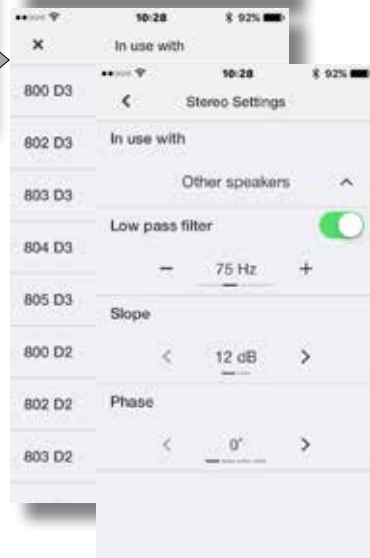 10:28 92%
× In use with
800 D3
802 D3
803 D3
804 D3
805 D3
800 D2
802 D2
803 D2
10:28 92%
< Stereo Settings
In use with
Other speakers
Low pass filter
− 75 Hz +
Slope
< 12 dB >
Phase
< 0° >